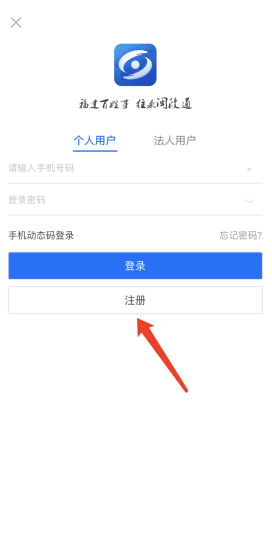 福建百姓事 往来闽政通
个人用户 法人用户
请输入手机号码
登录密码
手机动态码登录 忘记密码?
登录
注册